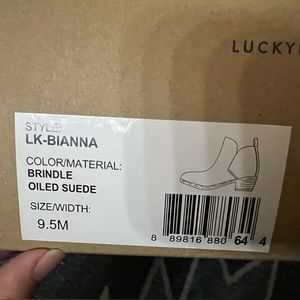 LUCKY
STYLE:
LK-BIANNA
COLOR/MATERIAL:
BRINDLE
OILED SUEDE
SIZE/WIDTH:
9.5M
8 89816 880 64 4